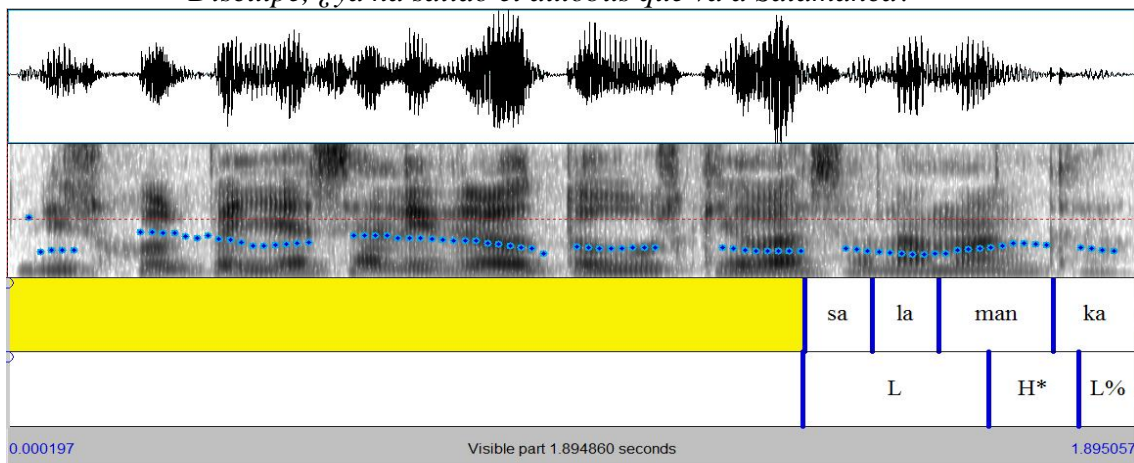 Disculpe, ¿ya ha salido el autobús que va a Salamanca?
sa la man ka
L H* L%
0.000197 Visible part 1.894860 seconds 1.895057